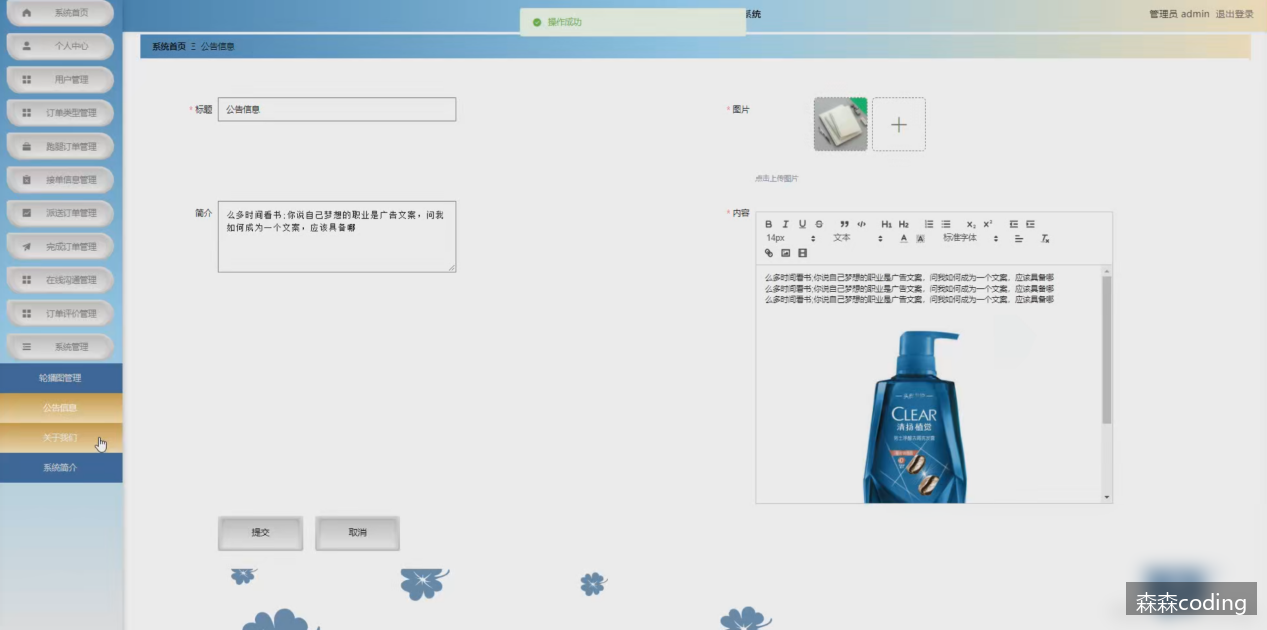 系统首页
个人中心
用户管理
订单类型管理
跑腿订单管理
接单信息管理
派送订单管理
完成订单管理
在线沟通管理
订单评价管理
系统管理
轮播图管理
公告信息
关于我们
系统简介
操作成功
系统
管理员 admin 退出登录
系统首页 Ξ 公告信息
* 标题 公告信息
* 图片
点击上传图片
简介
么多时间看书;你说自己梦想的职业是广告文案，问我
如何成为一个文案，应该具备哪
* 内容
B I U S H1 H2 X2 X2
14px 文本 A A 标准字体 Tx
么多时间看书;你说自己梦想的职业是广告文案，问我如何成为一个文案，应该具备哪
么多时间看书;你说自己梦想的职业是广告文案，问我如何成为一个文案，应该具备哪
么多时间看书;你说自己梦想的职业是广告文案，问我如何成为一个文案，应该具备哪
CLEAR
清扬植觉
提交 取消
森森coding